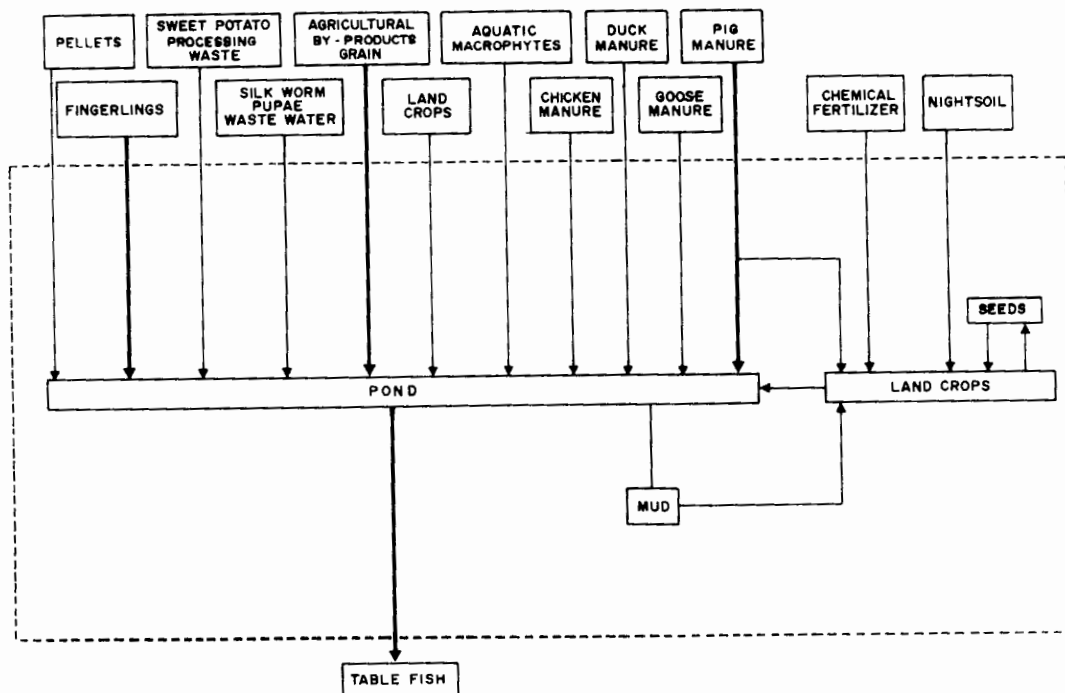 PELLETS
SWEET POTATO
PROCESSING
WASTE
AGRICULTURAL
BY - PRODUCTS
GRAIN
AQUATIC
MACROPHYTES
DUCK
MANURE
PIG
MANURE
FINGERLINGS
SILK WORM
PUPAE
WASTE WATER
LAND
CROPS
CHICKEN
MANURE
GOOSE
MANURE
CHEMICAL
FERTILIZER
NIGHTSOIL
SEEDS
POND
LAND CROPS
MUD
TABLE FISH